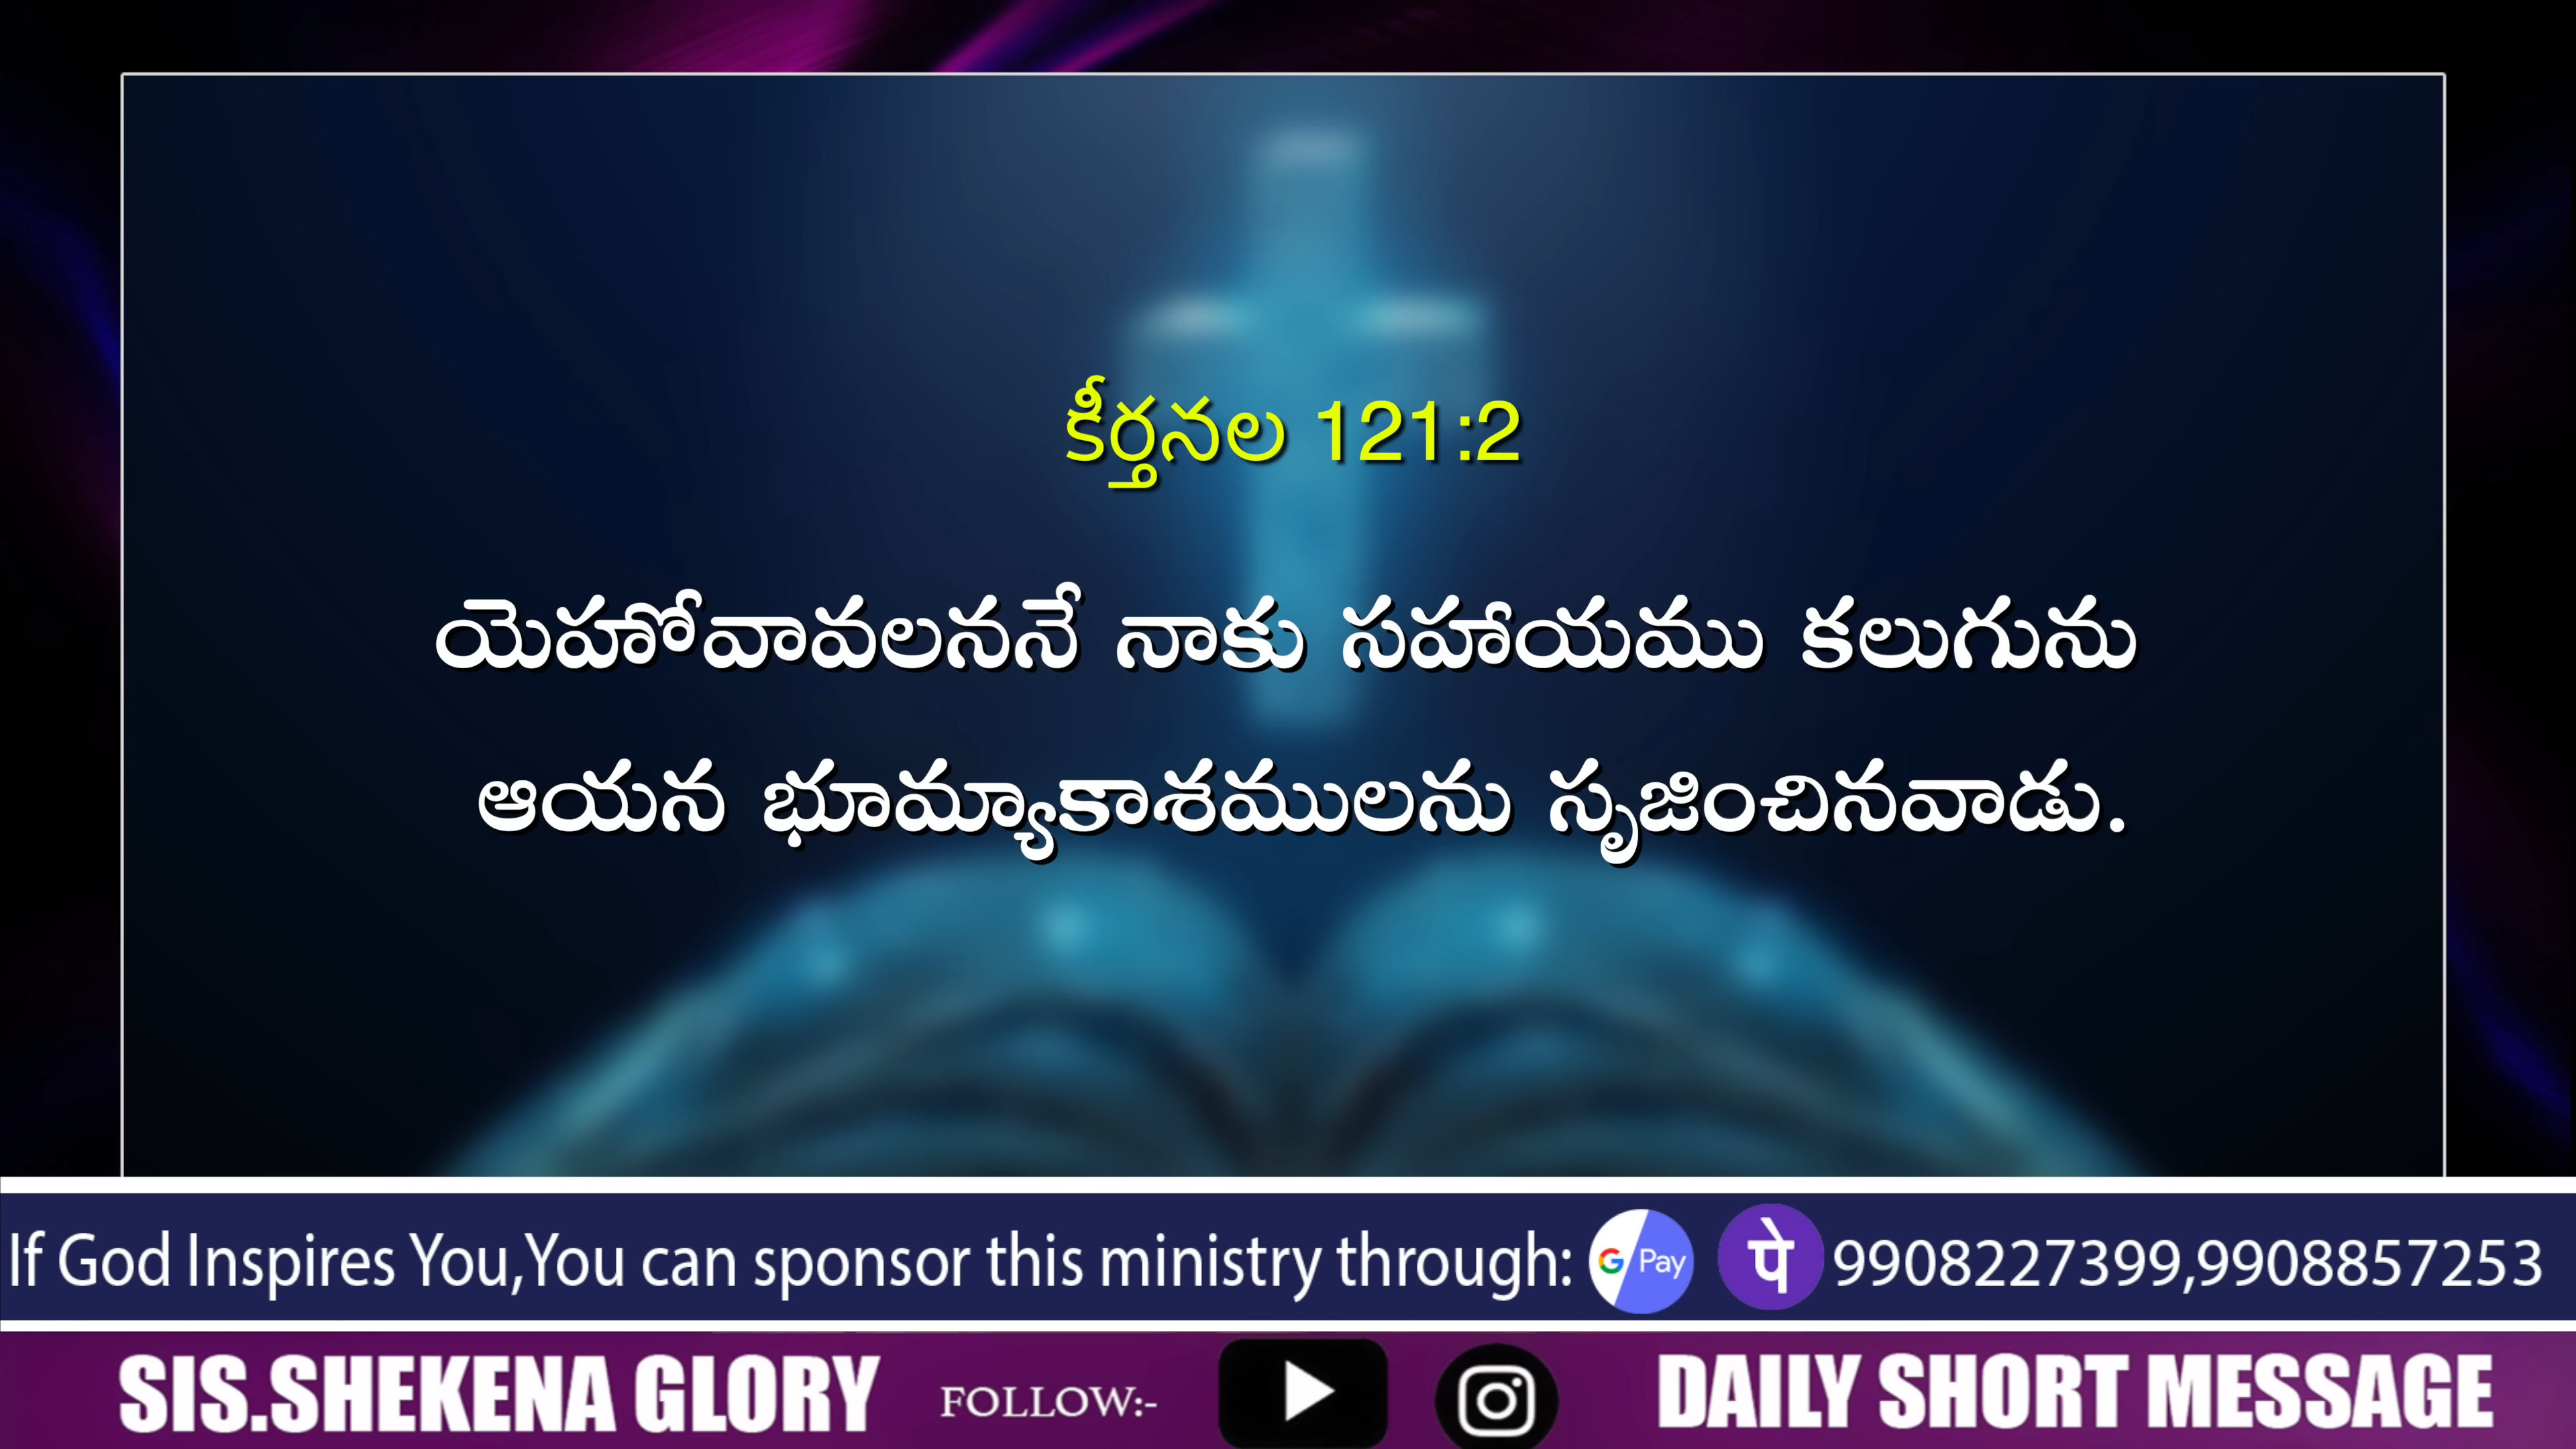 కీర్తనల 121:2
యెహోవావలననే నాకు సహాయము కలుగును
ఆయన భూమ్యాకాశములను సృజించినవాడు.
If God Inspires You,You can sponsor this ministry through: G Pay पे 9908227399,9908857253
SIS.SHEKENA GLORY FOLLOW:- DAILY SHORT MESSAGE